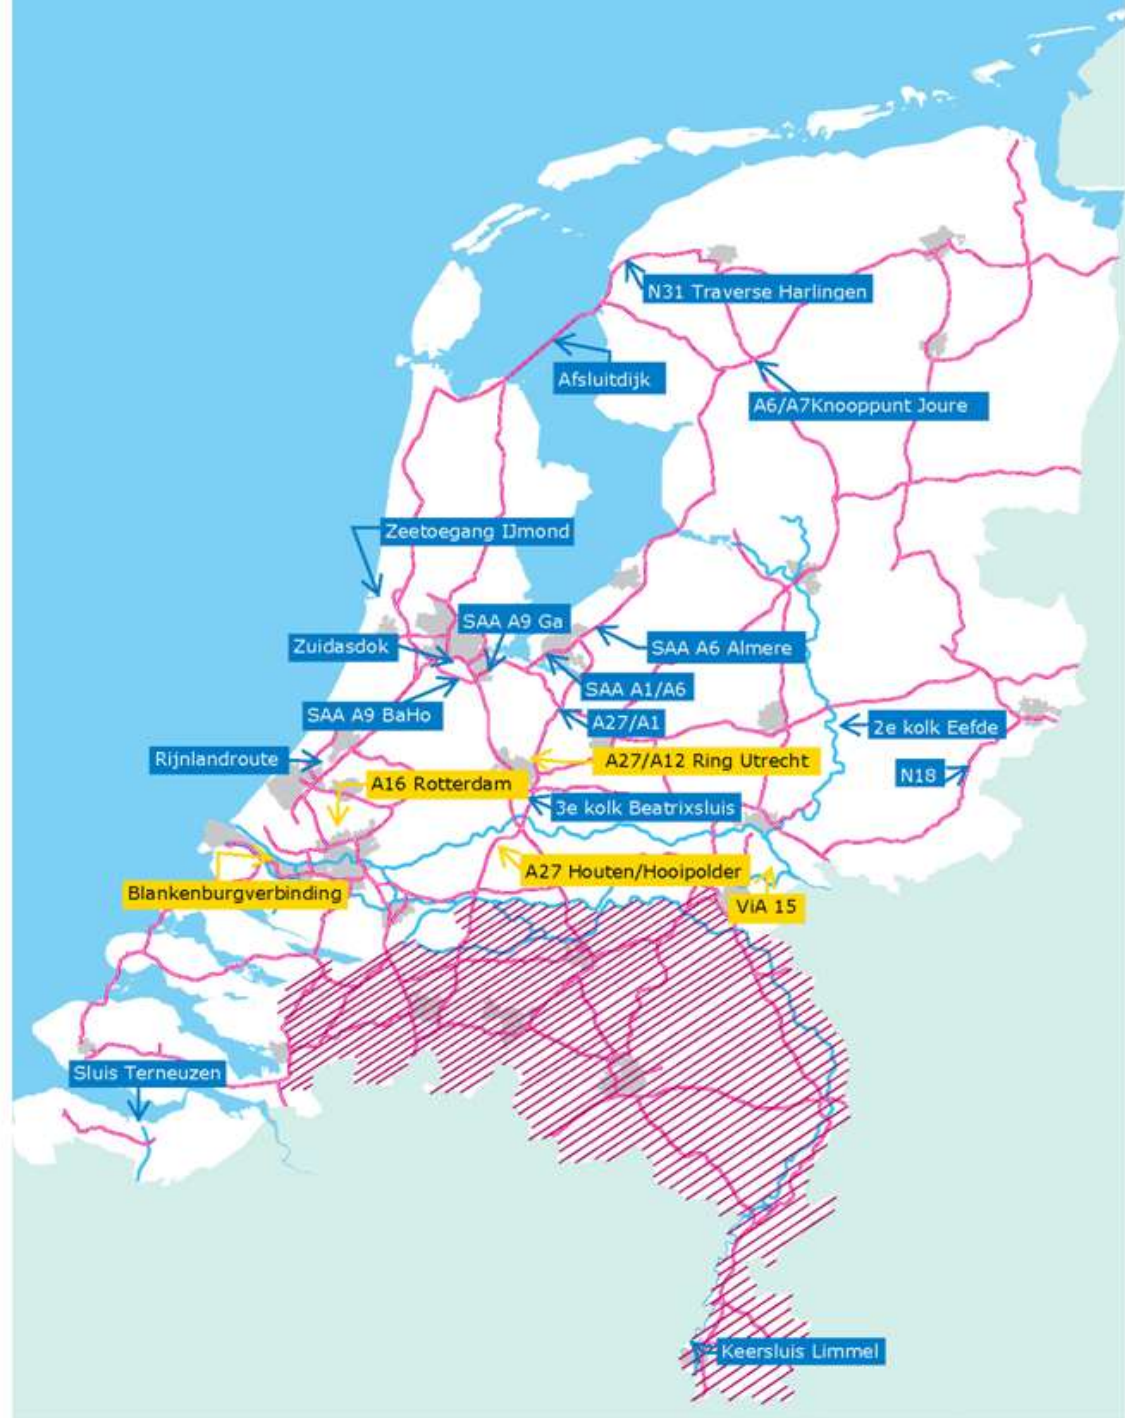 N31 Traverse Harlingen
Afsluitdijk
A6/A7Knooppunt Joure
Zeetoegang IJmond
SAA A9 Ga
Zuidasdok
SAA A6 Almere
SAA A1/A6
SAA A9 BaHo
A27/A1
2e kolk Eefde
Rijnlandroute
A27/A12 Ring Utrecht
N18
A16 Rotterdam
3e kolk Beatrixsluis
A27 Houten/Hooipolder
Blankenburgverbinding
ViA 15
Sluis Terneuzen
Keersluis Limmel